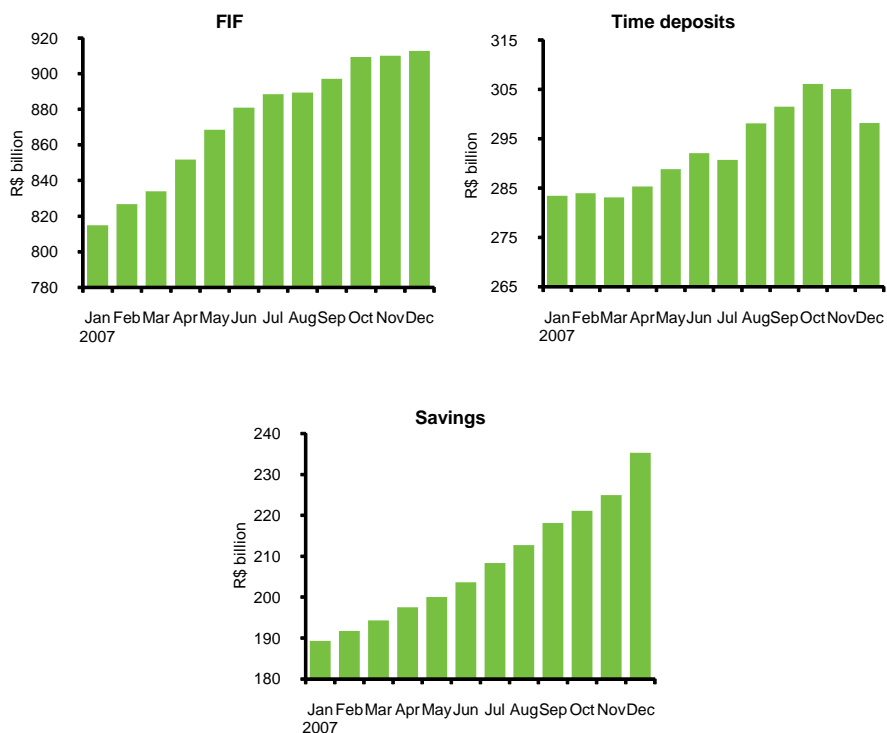 FIF
920
900
880
860
840
820
800
780
R$ billion
Jan Feb Mar Apr May Jun Jul Aug Sep Oct Nov Dec
2007
Time deposits
315
305
295
285
275
265
R$ billion
Jan Feb Mar Apr May Jun Jul Aug Sep Oct Nov Dec
2007
Savings
240
230
220
210
200
190
180
R$ billion
Jan Feb Mar Apr May Jun Jul Aug Sep Oct Nov Dec
2007